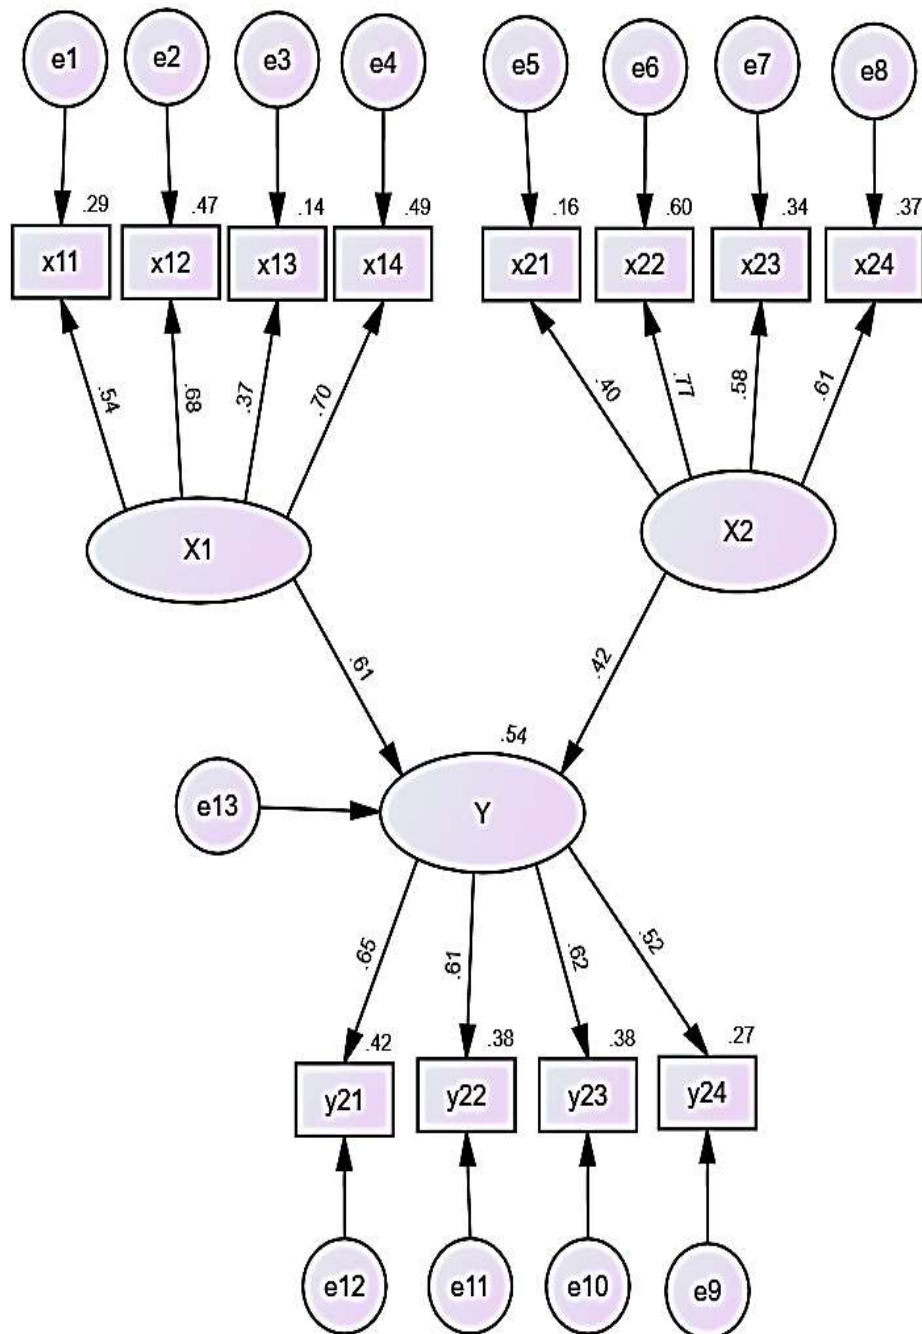 e1 e2 e3 e4 e5 e6 e7 e8
.29 .47 .14 .49 .16 .60 .34 .37
x11 x12 x13 x14 x21 x22 x23 x24
.54 .68 .37 .70 .40 .77 .58 .61
X1 X2
.61 .42
.54
e13 Y
.65 .61 .62 .52
.42 .38 .38 .27
y21 y22 y23 y24
e12 e11 e10 e9